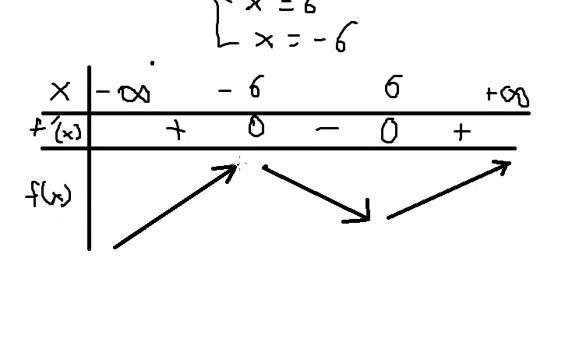 x = 6
x = -6
x -∞ -6 6 +∞
f'(x) + 0 - 0 +
f(x)